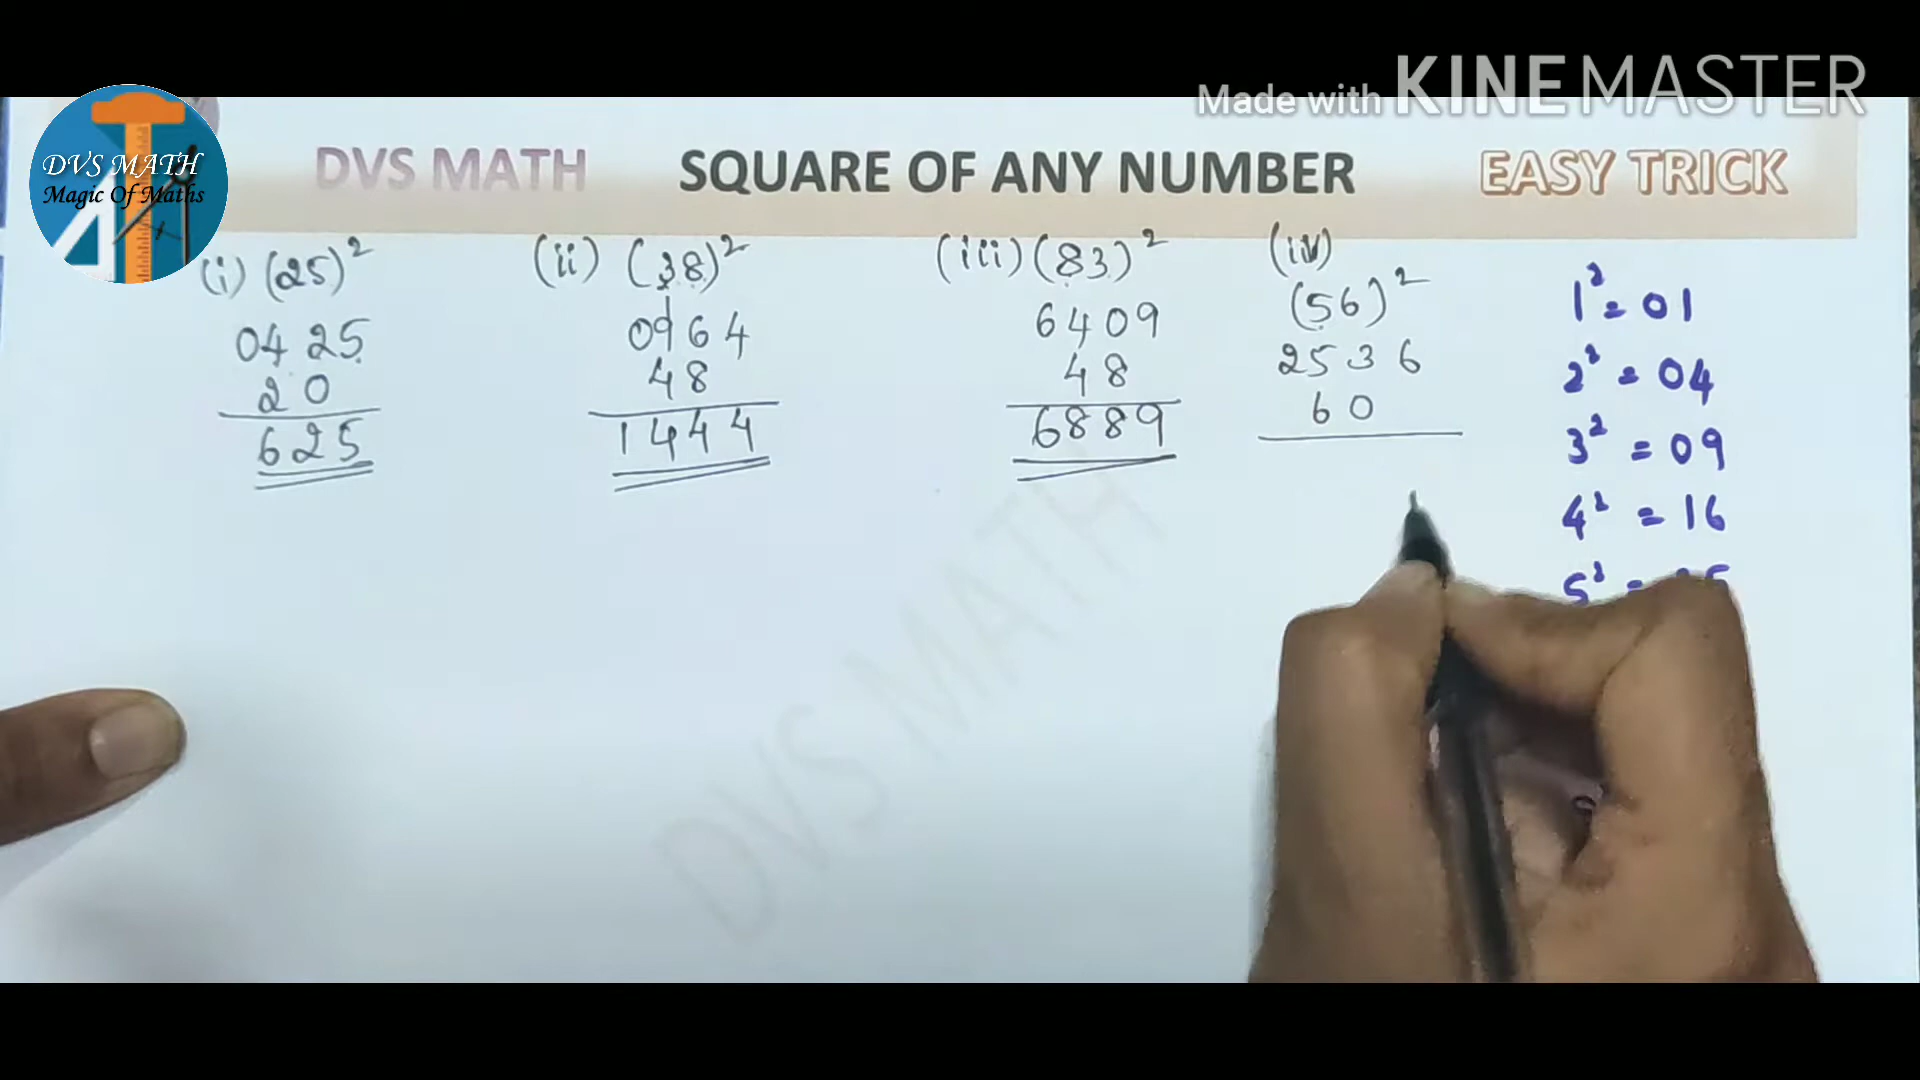 Made with KINEMASTER
DVS MATH
Magic Of Maths
DVS MATH SQUARE OF ANY NUMBER EASY TRICK
(i) (25)²
0425
20
625
(ii) (38)²
0964
48
1444
(iii) (83)²
6409
48
6889
(iv)
(56)²
2536
60
1² = 01
2² = 04
3² = 09
4² = 16
5² =
DVS MATH